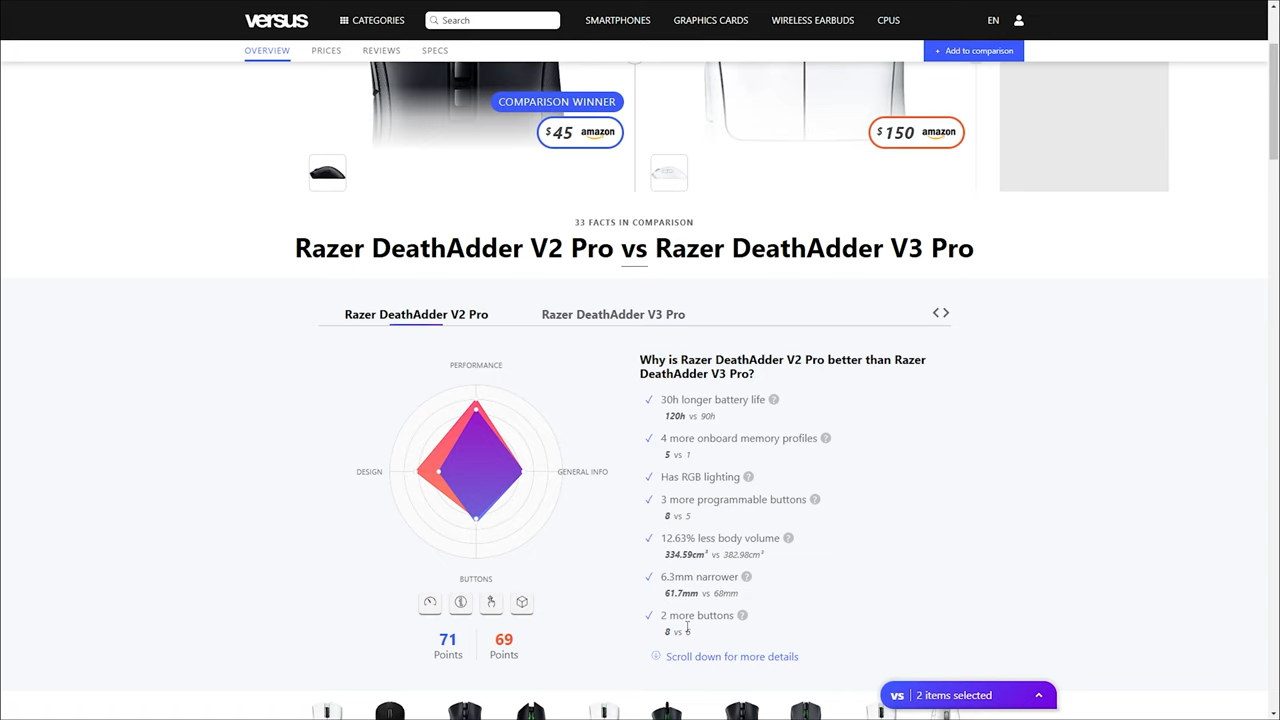 versus
CATEGORIES
Search
SMARTPHONES
GRAPHICS CARDS
WIRELESS EARBUDS
CPUS
EN
OVERVIEW
PRICES
REVIEWS
SPECS
+ Add to comparison
COMPARISON WINNER
$45 amazon
$150 amazon
33 FACTS IN COMPARISON
Razer DeathAdder V2 Pro vs Razer DeathAdder V3 Pro
Razer DeathAdder V2 Pro
Razer DeathAdder V3 Pro
PERFORMANCE
DESIGN
GENERAL INFO
BUTTONS
71
Points
69
Points
Why is Razer DeathAdder V2 Pro better than Razer
DeathAdder V3 Pro?
30h longer battery life ?
120h vs 90h
4 more onboard memory profiles ?
5 vs 1
Has RGB lighting ?
3 more programmable buttons ?
8 vs 5
12.63% less body volume ?
334.59cm³ vs 382.98cm³
6.3mm narrower ?
61.7mm vs 68mm
2 more buttons ?
8 vs
Scroll down for more details
vs 2 items selected